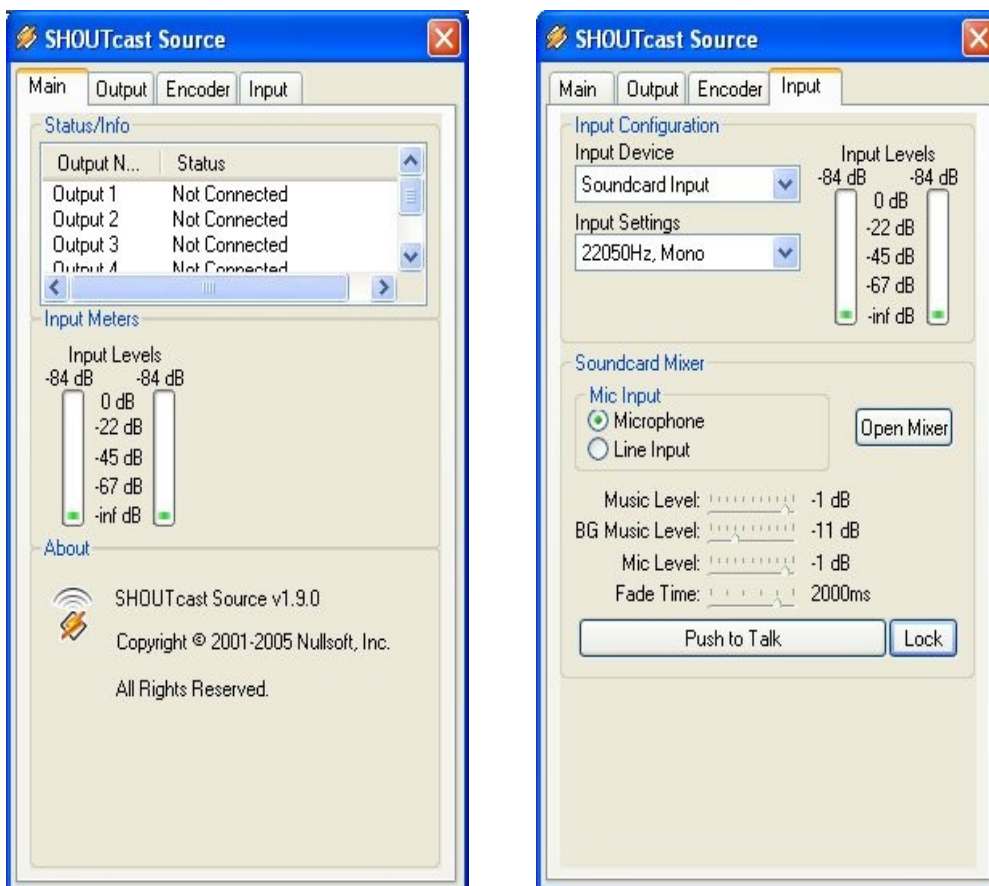 SHOUTcast Source
Main Output Encoder Input
Status/Info
Output N... Status
Output 1 Not Connected
Output 2 Not Connected
Output 3 Not Connected
Output 4 Not Connected
Input Meters
Input Levels
-84 dB -84 dB
0 dB
-22 dB
-45 dB
-67 dB
-inf dB
About
SHOUTcast Source v1.9.0
Copyright © 2001-2005 Nullsoft, Inc.
All Rights Reserved.
SHOUTcast Source
Main Output Encoder Input
Input Configuration
Input Device
Soundcard Input
Input Settings
22050Hz, Mono
Input Levels
-84 dB -84 dB
0 dB
-22 dB
-45 dB
-67 dB
-inf dB
Soundcard Mixer
Mic Input
Microphone
Line Input
Open Mixer
Music Level: -1 dB
BG Music Level: -11 dB
Mic Level: -1 dB
Fade Time: 2000ms
Push to Talk Lock